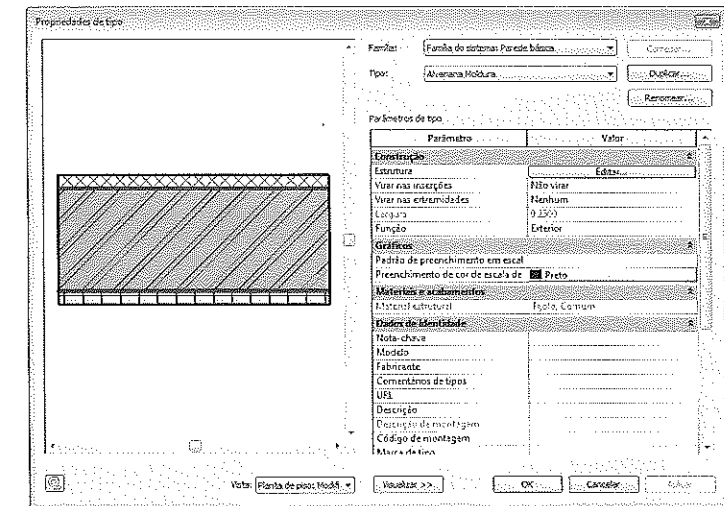 Propriedades de tipo
Família: Família do sistema: Parede básica Carregar...
Tipo: Alvenaria Moldura Duplicar...
Renomear...
Parâmetros de tipo
Parâmetro Valor
Construção
Estrutura Editar...
Virar nas inserções Não virar
Virar nas extremidades Nenhum
Largura
Função Exterior
Gráficos
Padrão de preenchimento em escal
Preenchimento de cor de escala de Preto
Materiais e acabamentos
Material estrutural Tijolo, Comum
Dados de identidade
Nota-chave
Modelo
Fabricante
Comentários de tipos
URL
Descrição
Descrição de montagem
Código de montagem
Marca de tipo
Vista: Planta de piso: Modifi Visualizar >> OK Cancelar Aplicar